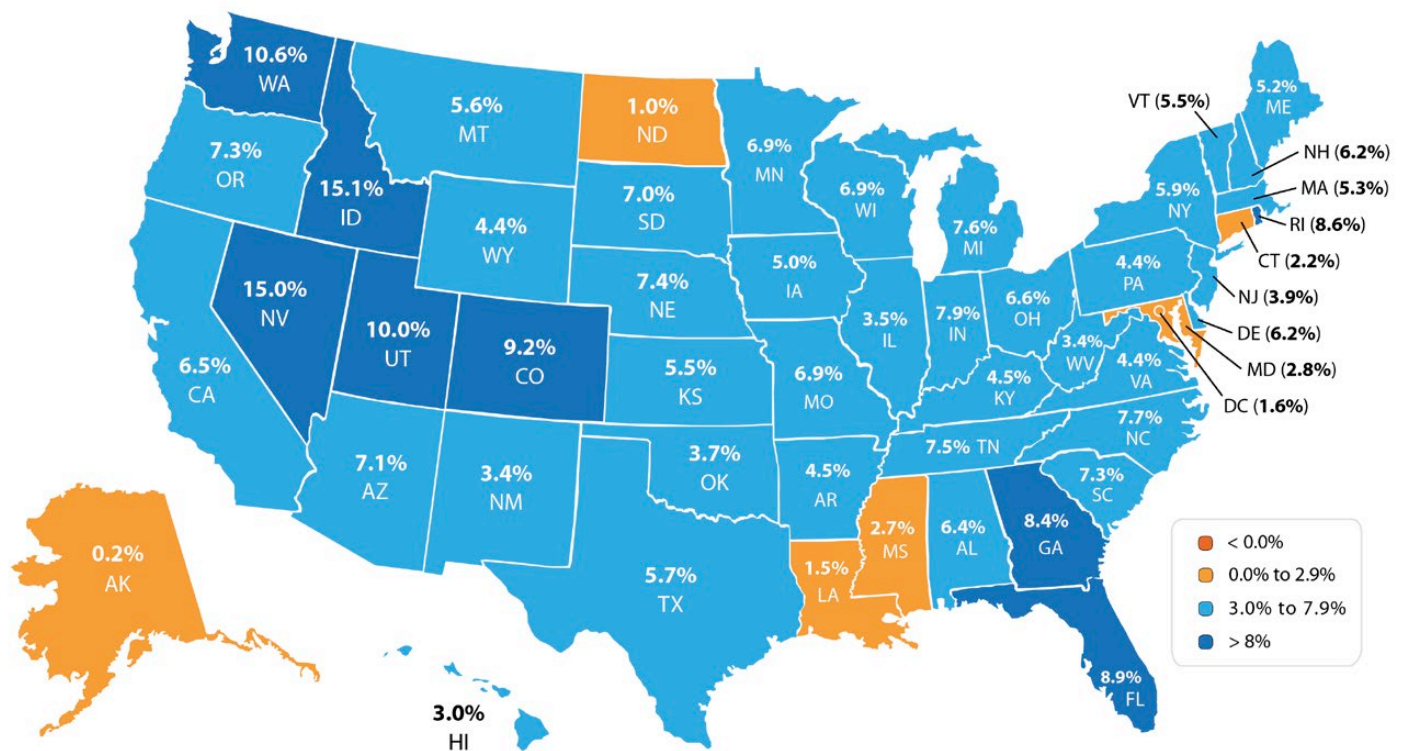 10.6%
WA
5.6%
MT
1.0%
ND
6.9%
MN
7.3%
OR
15.1%
ID
4.4%
WY
7.0%
SD
6.9%
WI
7.6%
MI
5.9%
NY
5.2%
ME
VT (5.5%)
NH (6.2%)
MA (5.3%)
RI (8.6%)
CT (2.2%)
NJ (3.9%)
DE (6.2%)
MD (2.8%)
DC (1.6%)
6.5%
CA
15.0%
NV
10.0%
UT
9.2%
CO
7.4%
NE
5.0%
IA
3.5%
IL
7.9%
IN
6.6%
OH
4.4%
PA
5.5%
KS
6.9%
MO
4.5%
KY
3.4%
WV
4.4%
VA
7.1%
AZ
3.4%
NM
3.7%
OK
4.5%
AR
7.5% TN
7.7%
NC
7.3%
SC
5.7%
TX
1.5%
LA
2.7%
MS
6.4%
AL
8.4%
GA
8.9%
FL
0.2%
AK
3.0%
HI
< 0.0%
0.0% to 2.9%
3.0% to 7.9%
> 8%